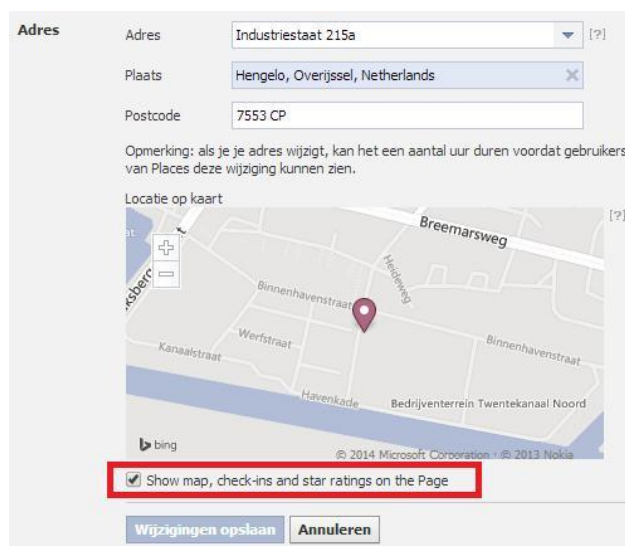 Adres
Adres Industriestaat 215a [?]
Plaats Hengelo, Overijssel, Netherlands
Postcode 7553 CP
Opmerking: als je je adres wijzigt, kan het een aantal uur duren voordat gebruikers
van Places deze wijziging kunnen zien.
Locatie op kaart
[?]
Breemarsweg
Heideweg
Binnenhavenstraat
Werfstraat
Binnenhavenstraat
Kanaalstraat
Havenkade
Bedrijventerrein Twentekanaal Noord
bing
© 2014 Microsoft Corporation · © 2013 Nokia
Show map, check-ins and star ratings on the Page
Wijzigingen opslaan Annuleren